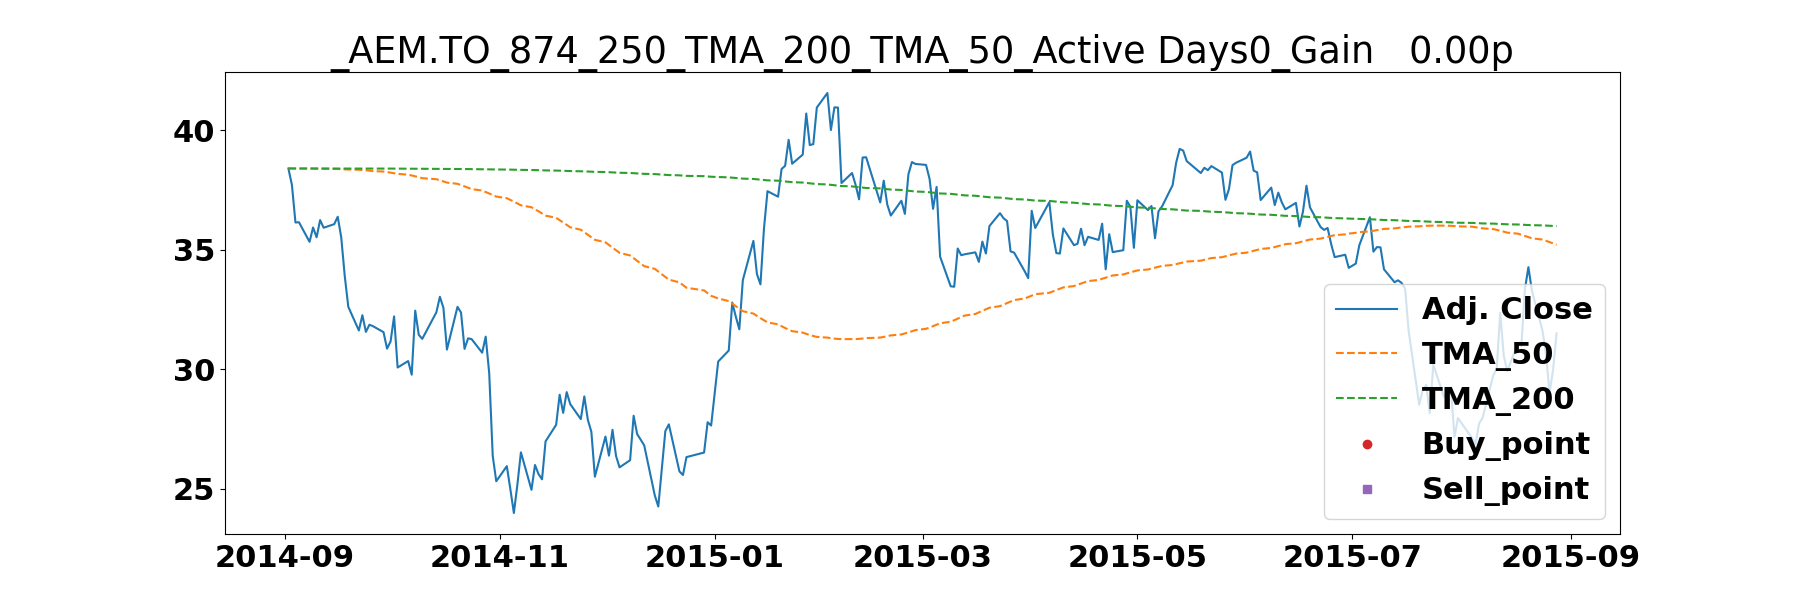 _AEM.TO_874_250_TMA_200_TMA_50_Active Days0_Gain   0.00p
40
35
30
25
Adj. Close
TMA_50
TMA_200
Buy_point
Sell_point
2014-09 2014-11 2015-01 2015-03 2015-05 2015-07 2015-09